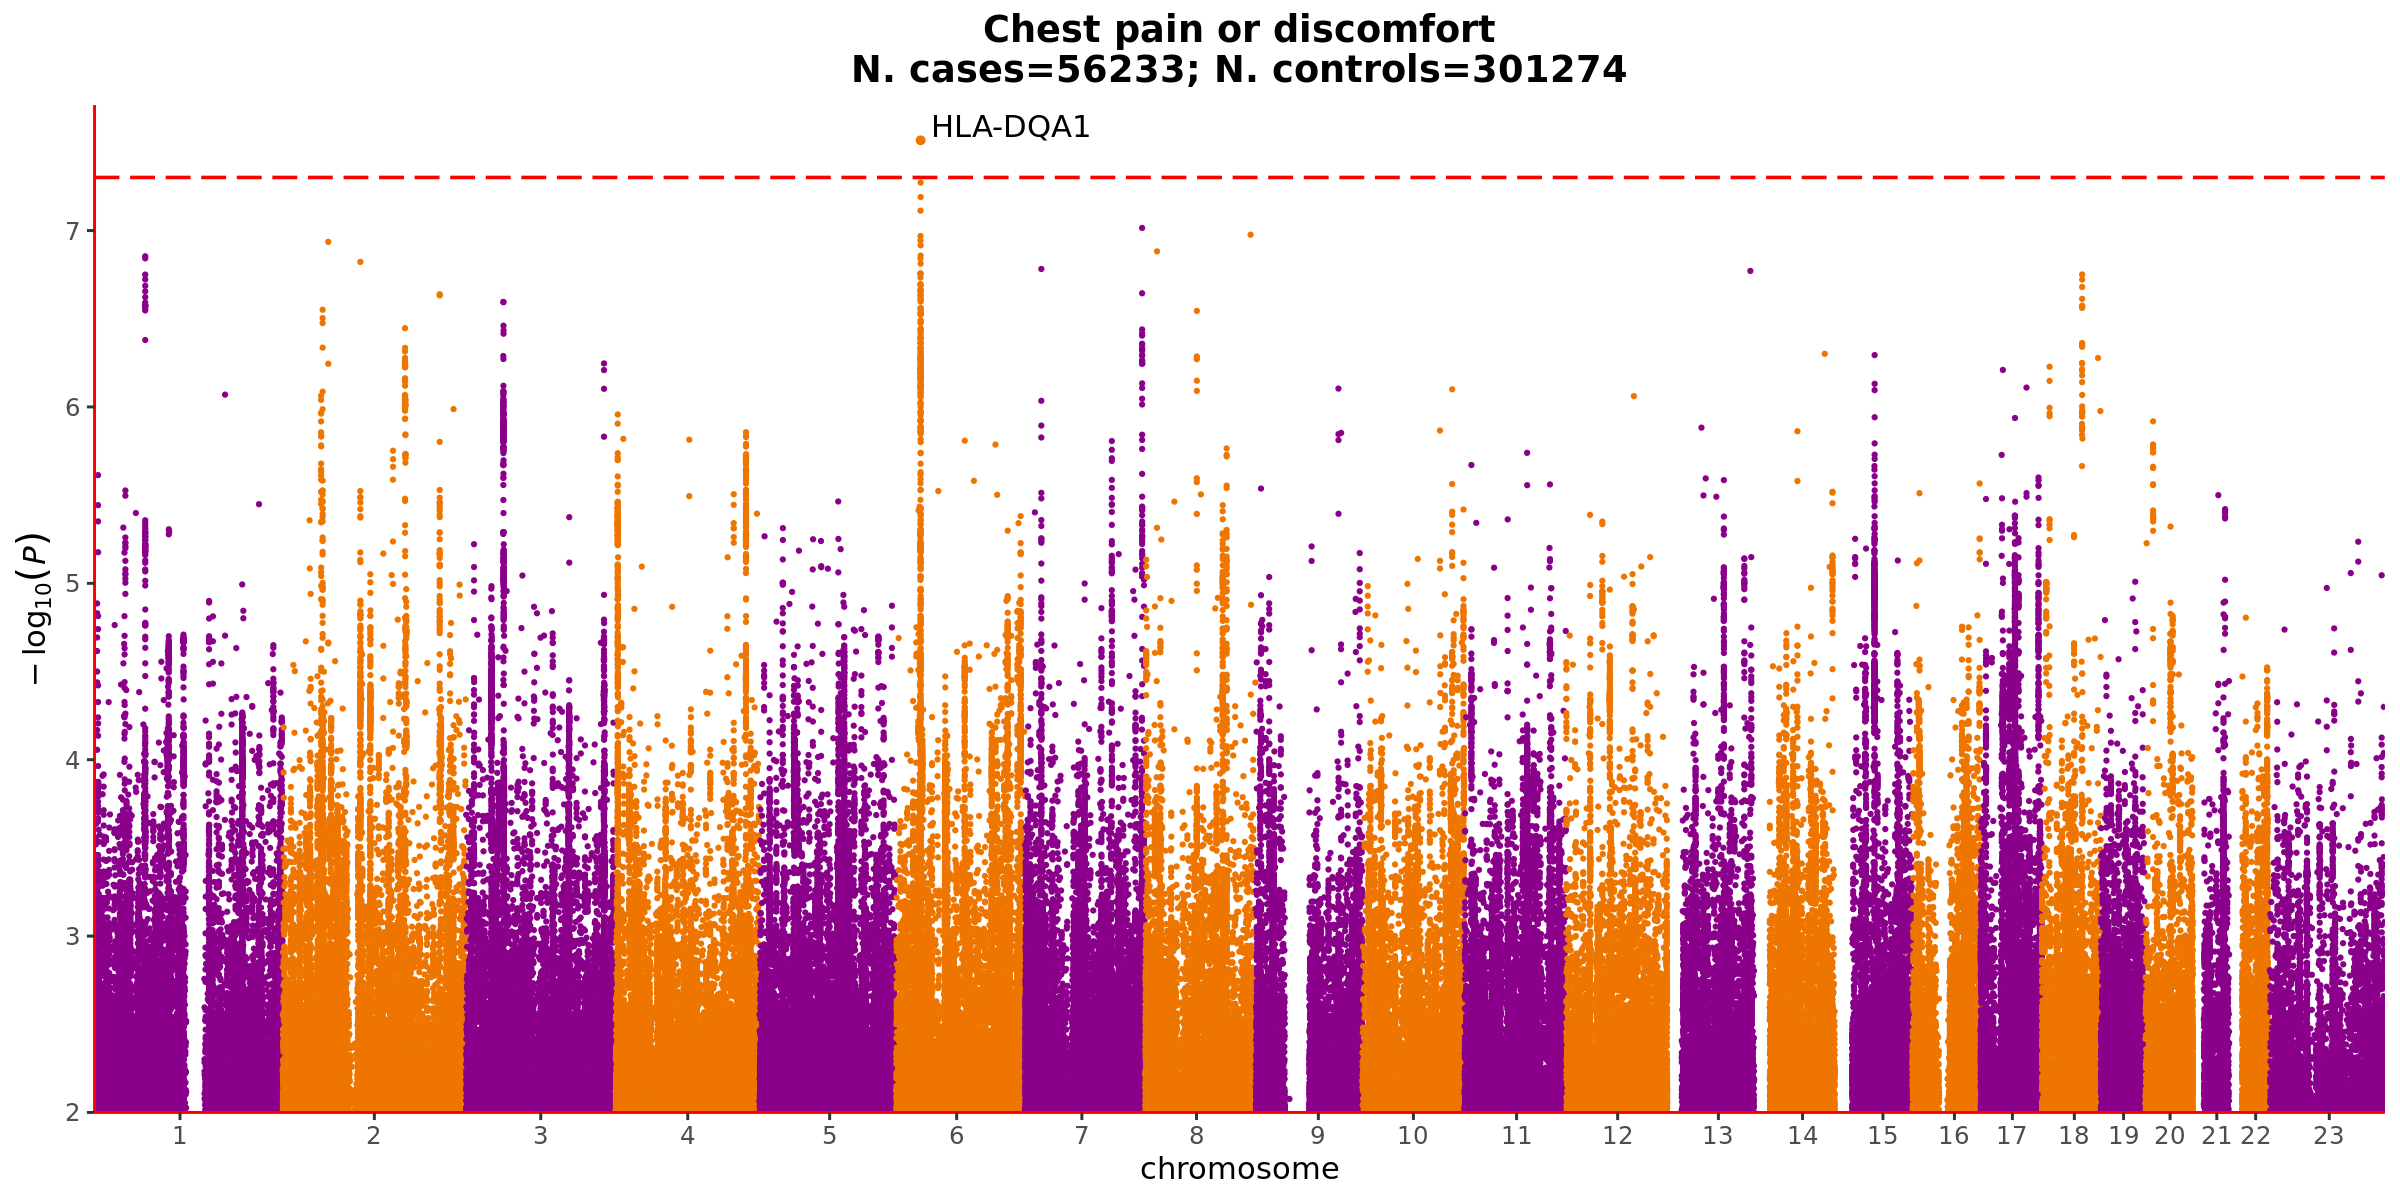 Chest pain or discomfort
N. cases=56233; N. controls=301274
HLA-DQA1
7
6
5
4
3
2
− log10(P)
1 2 3 4 5 6 7 8 9 10 11 12 13 14 15 16 17 18 19 20 21 22 23
chromosome